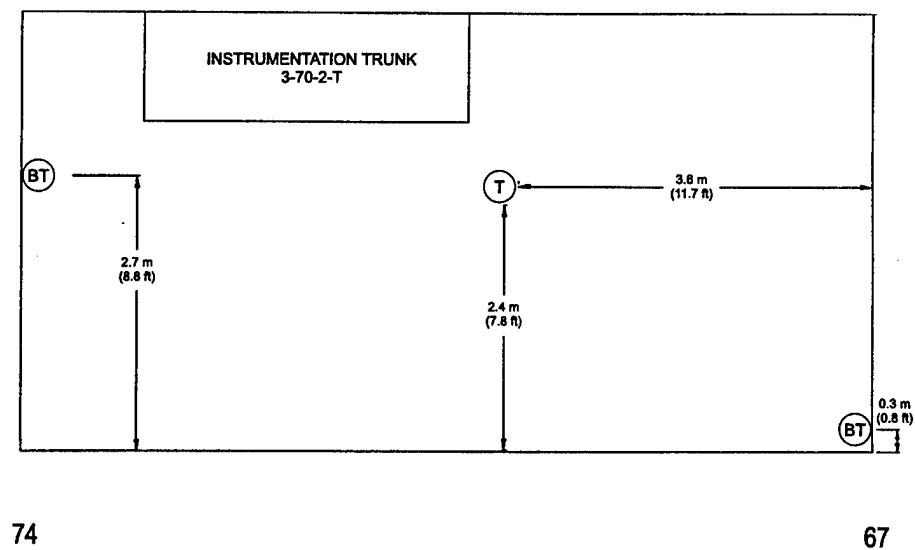 INSTRUMENTATION TRUNK
3-70-2-T
BT
T
3.6 m
(11.7 ft)
2.7 m
(8.8 ft)
2.4 m
(7.8 ft)
0.3 m
(0.8 ft)
BT
74
67